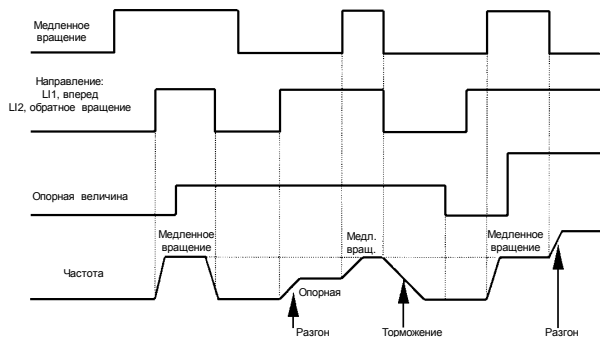 Медленное
вращение
Направление:
LI1, вперед
LI2, обратное вращение
Опорная величина
Медленное
вращение
Медл.
вращ.
Медленное
вращение
Частота
Опорная
Разгон
Торможение
Разгон